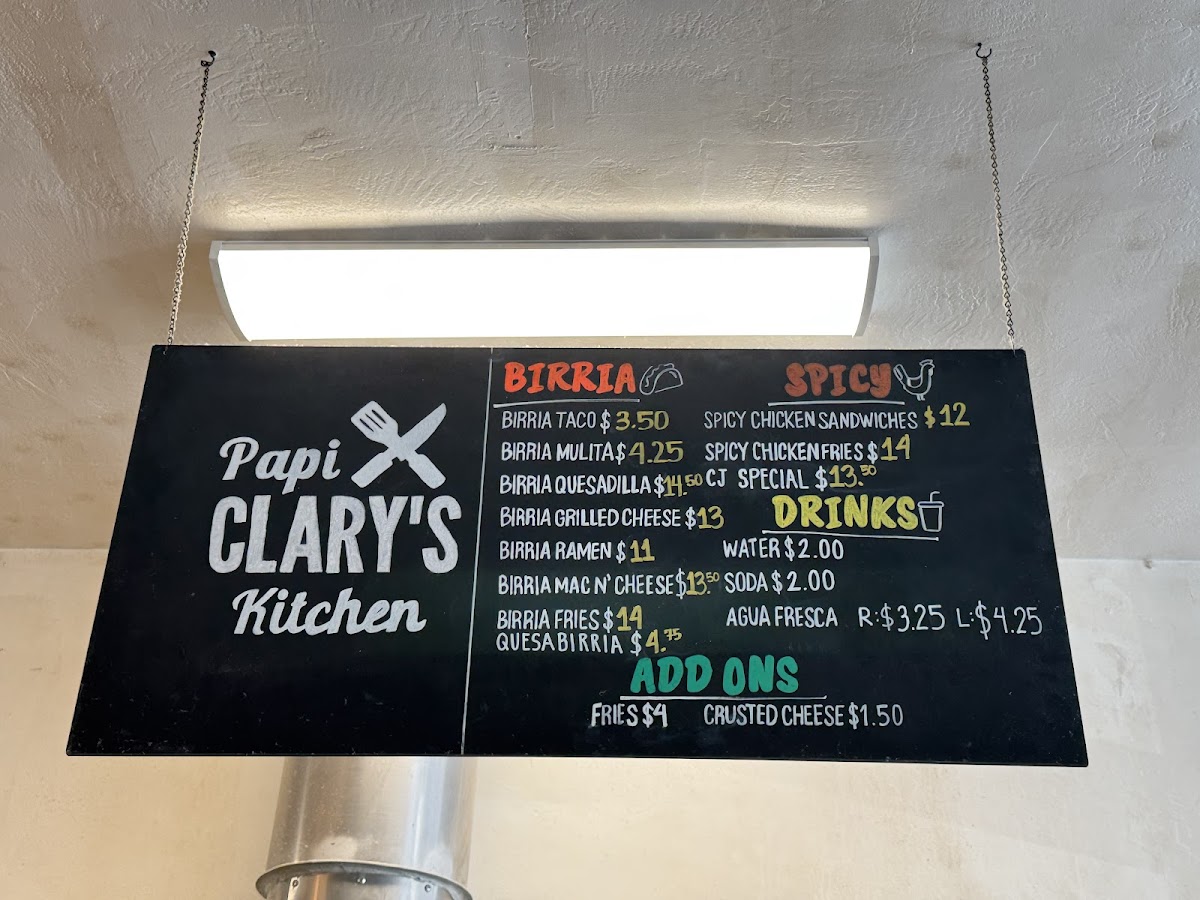 Papi
CLARY'S
Kitchen
BIRRIA
BIRRIA TACO $3.50
BIRRIA MULITA $4.25
BIRRIA QUESADILLA $14.50
BIRRIA GRILLED CHEESE $13
BIRRIA RAMEN $11
BIRRIA MAC N' CHEESE $13.50
BIRRIA FRIES $14
QUESABIRRIA $4.75
SPICY
SPICY CHICKEN SANDWICHES $12
SPICY CHICKEN FRIES $14
CJ SPECIAL $13.50
DRINKS
WATER $2.00
SODA $2.00
AGUA FRESCA R:$3.25 L:$4.25
ADD ONS
FRIES $4 CRUSTED CHEESE $1.50